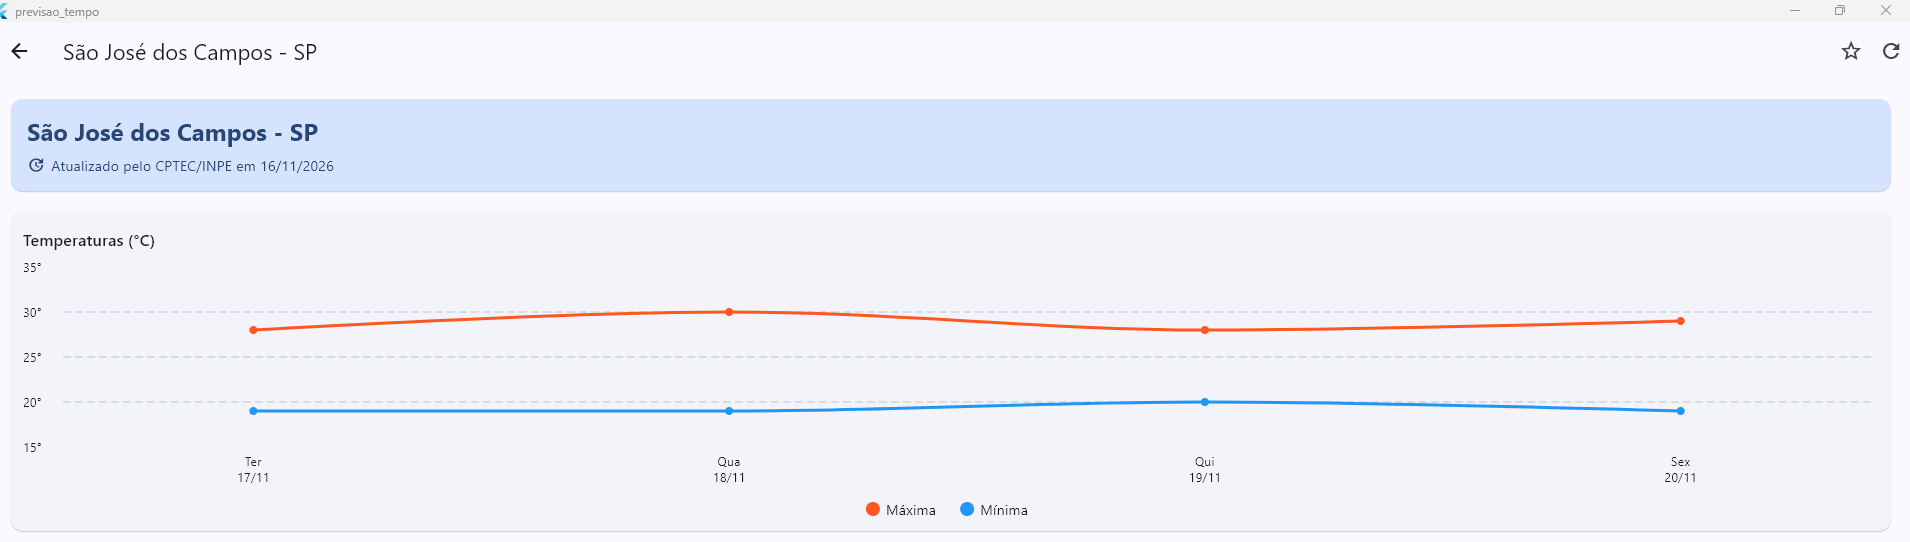 previsao_tempo
São José dos Campos - SP
São José dos Campos - SP
Atualizado pelo CPTEC/INPE em 16/11/2026
Temperaturas (°C)
35°
30°
25°
20°
15°
Ter
17/11
Qua
18/11
Qui
19/11
Sex
20/11
Máxima
Mínima